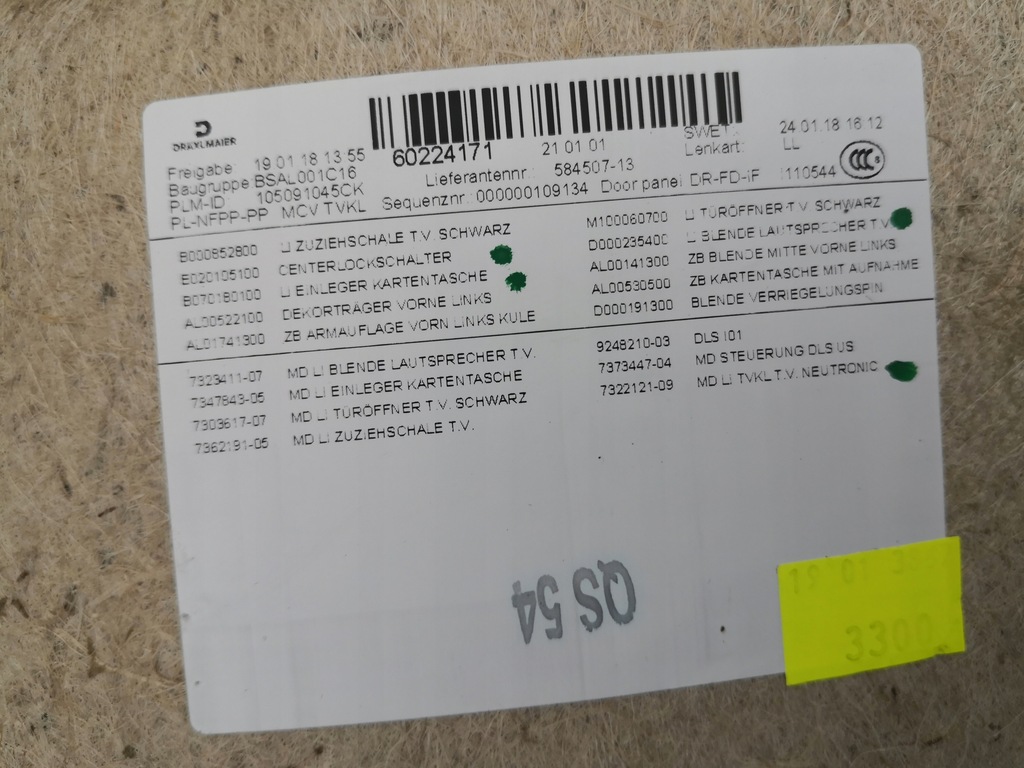 DRÄXLMAIER
Freigabe: 19 01 18 13 55 60224171 21 01 01 SWET: 24 01.18 16.12
Baugruppe BSAL001C16 Lieferantennr: 584507-13 Lenkart: LL
PLM-ID 105091045CK Sequenznr: 000000109134 Door panel DR-FD-iF 110544 CCC S
PL-NFPP-PP MCV TVKL
B000852800 LI ZUZIEHSCHALE T.V. SCHWARZ M100060700 LI TÜRÖFFNER T.V. SCHWARZ
E020105100 CENTERLOCKSCHALTER D000235400 LI BLENDE LAUTSPRECHER T.V.
B070180100 LI EINLEGER KARTENTASCHE AL00141300 ZB BLENDE MITTE VORNE LINKS
AL00522100 DEKORTRÄGER VORNE LINKS AL00530500 ZB KARTENTASCHE MIT AUFNAHME
AL01741300 ZB ARMAUFLAGE VORN LINKS KULE D000191300 BLENDE VERRIEGELUNGSPIN
7323411-07 MD LI BLENDE LAUTSPRECHER T.V. 9248210-03 DLS I01
7347843-05 MD LI EINLEGER KARTENTASCHE 7373447-04 MD STEUERUNG DLS US
7303617-07 MD LI TÜRÖFFNER T.V. SCHWARZ 7322121-09 MD LI TVKL T.V. NEUTRONIC
7362191-05 MD LI ZUZIEHSCHALE T.V.
QS 54
19 01
3300